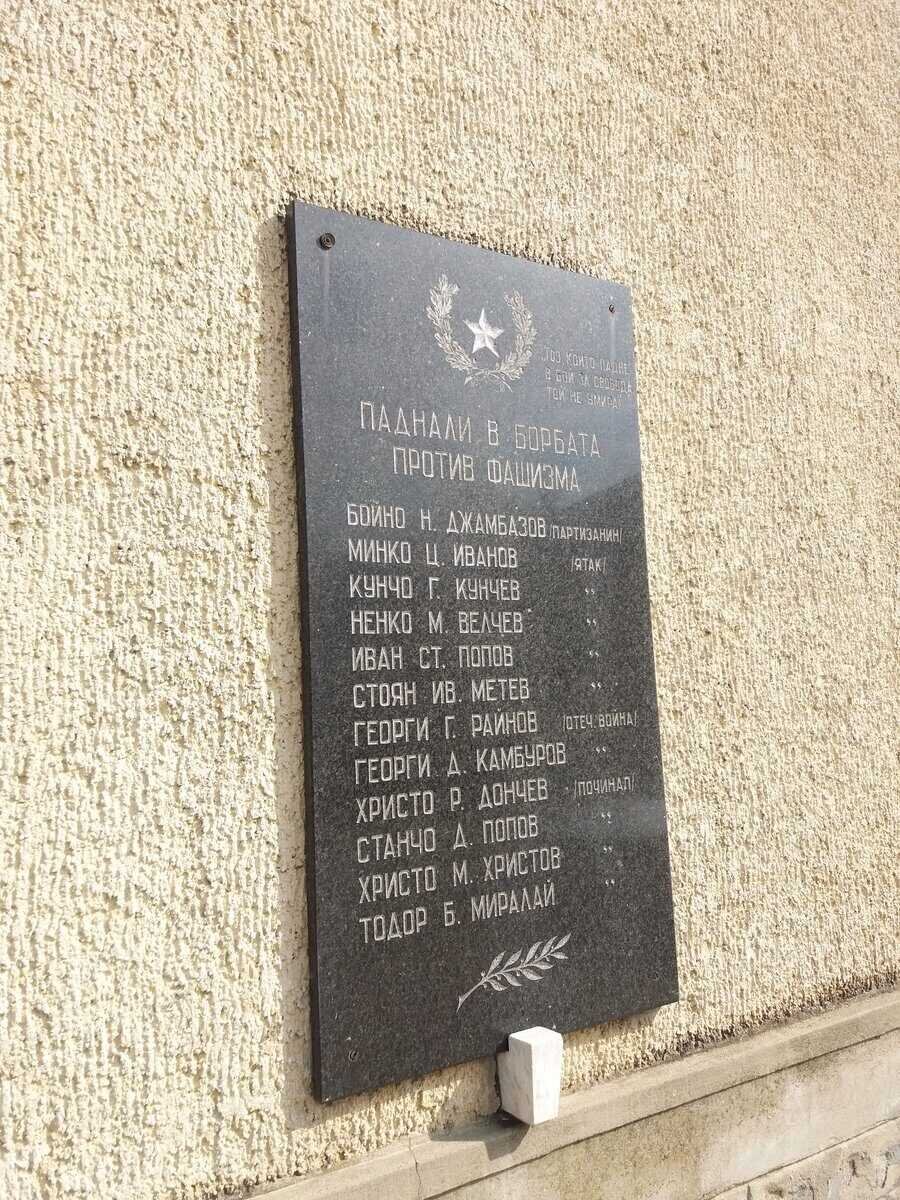 ТОЗ, КОЙТО ПАДНЕ
В БОЙ ЗА СВОБОДА
ТОЙ НЕ УМИРА!
ПАДНАЛИ В БОРБАТА
ПРОТИВ ФАШИЗМА
БОЙНО Н. ДЖАМБАЗОВ /ПАРТИЗАНИН/
МИНКО Ц. ИВАНОВ /ЯТАК/
КУНЧО Г. КУНЧЕВ "
НЕНКО М. ВЕЛЧЕВ "
ИВАН СТ. ПОПОВ "
СТОЯН ИВ. МЕТЕВ "
ГЕОРГИ Г. РАЙНОВ /ОТЕЧ. ВОЙНА/
ГЕОРГИ Д. КАМБУРОВ "
ХРИСТО Р. ДОНЧЕВ /ПОЧИНАЛ/
СТАНЧО Д. ПОПОВ "
ХРИСТО М. ХРИСТОВ "
ТОДОР Б. МИРАЛАЙ "